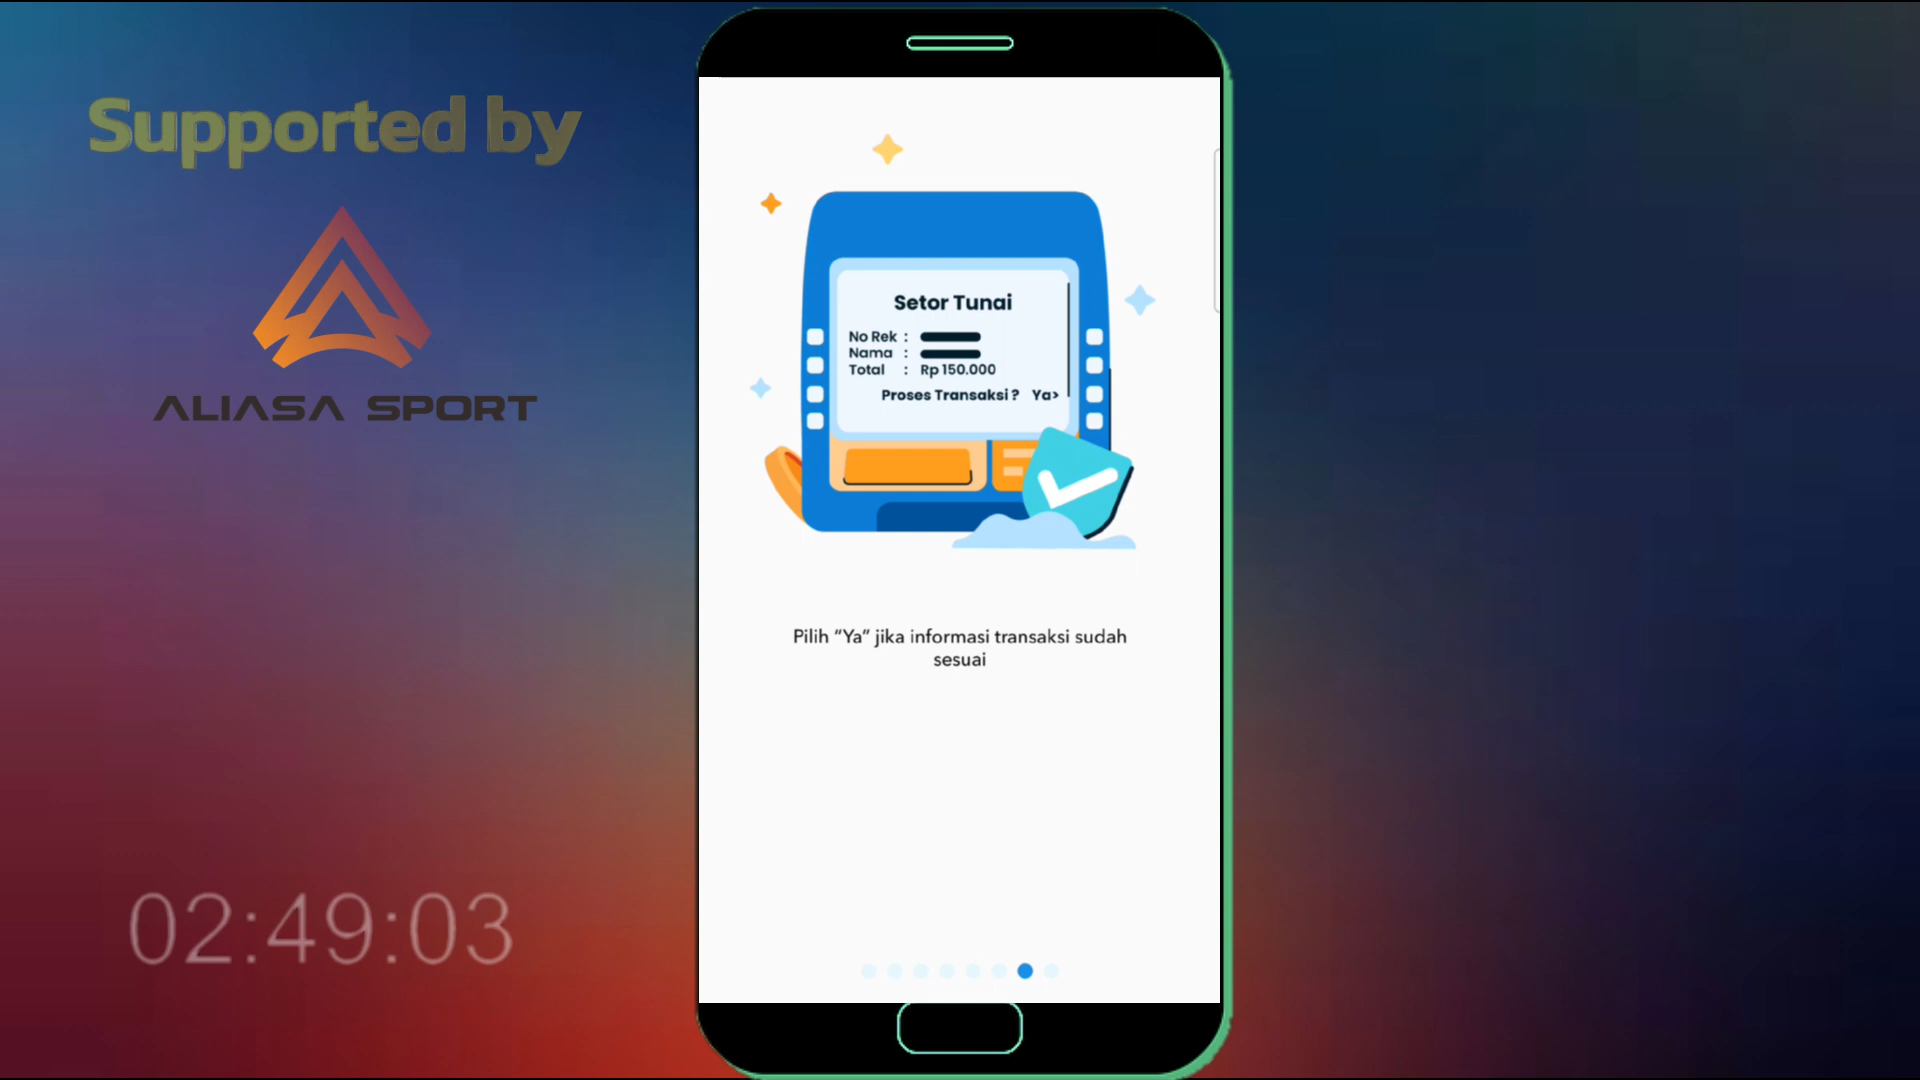 Supported by
ALIASA SPORT
02:49:03
Setor Tunai
No Rek :
Nama :
Total : Rp 150.000
Proses Transaksi ? Ya>
Pilih “Ya” jika informasi transaksi sudah
sesuai